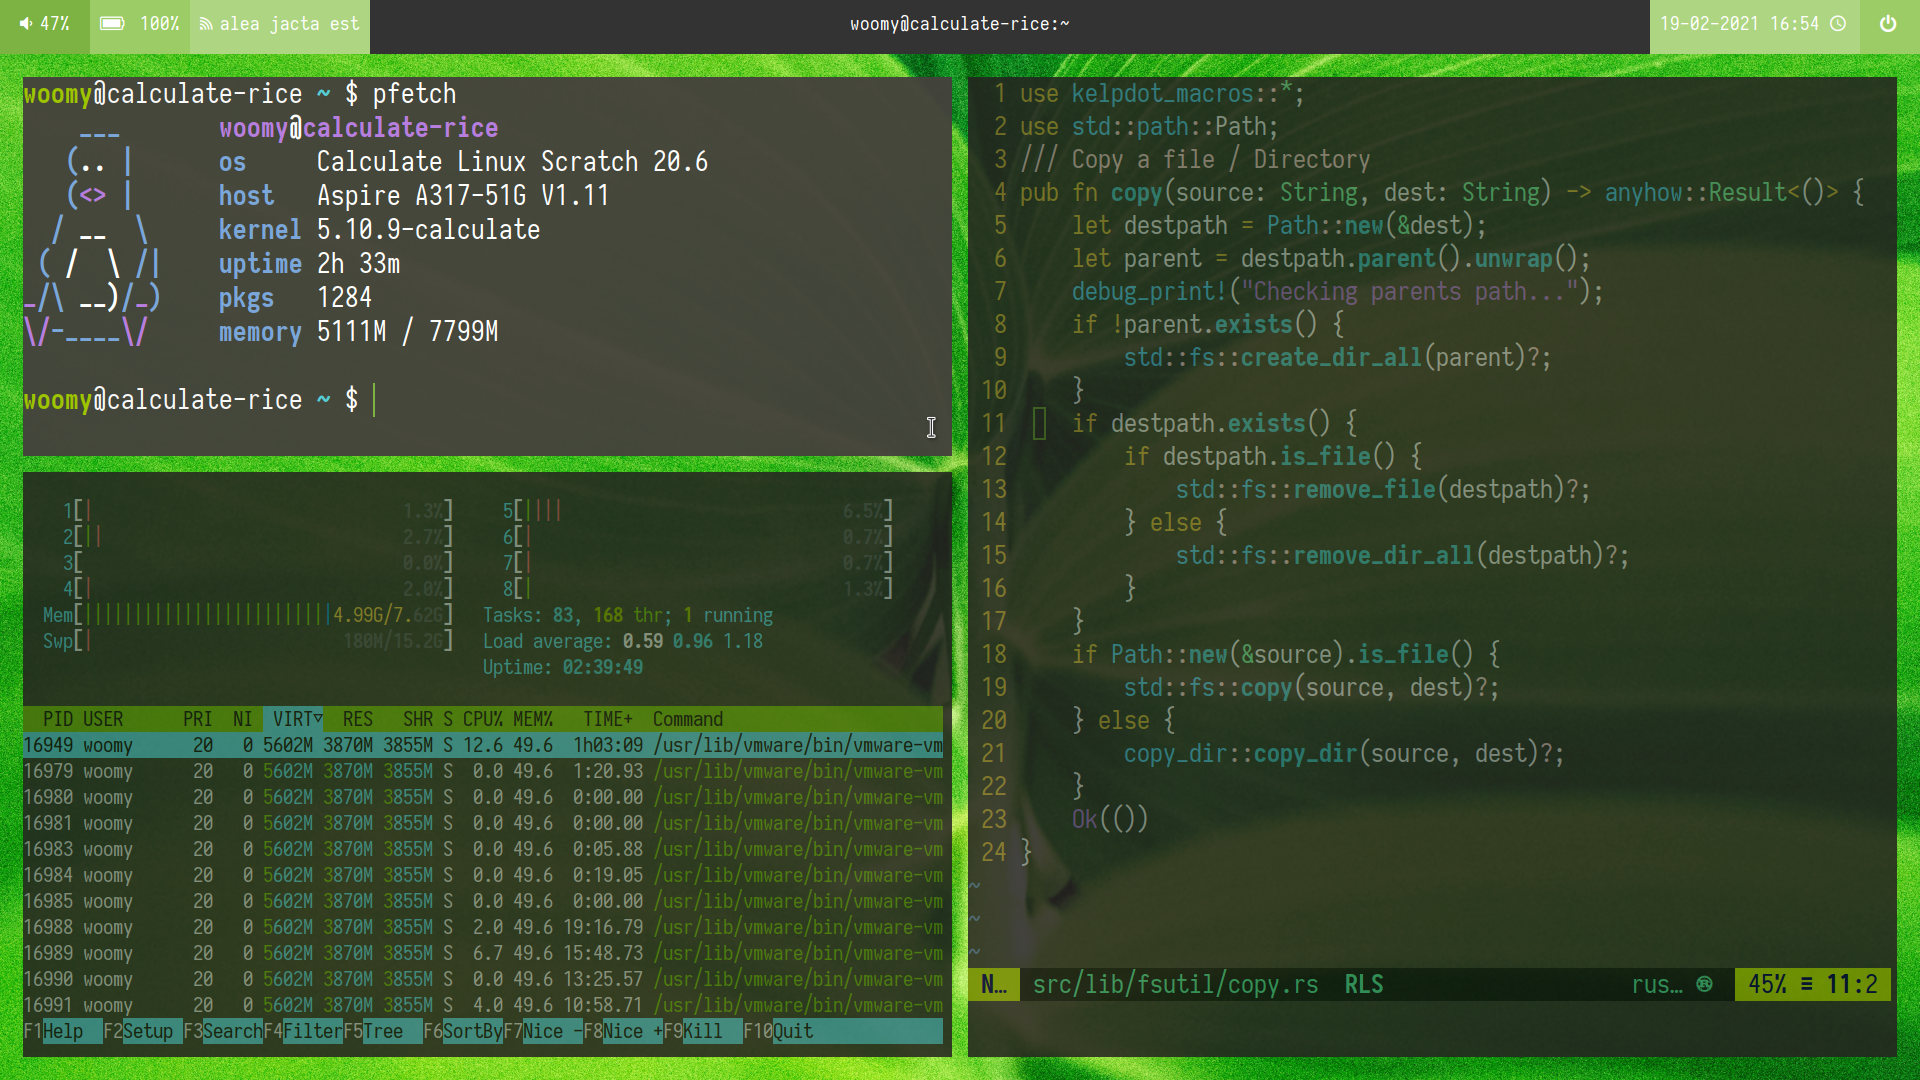 47% 100% alea jacta est woomy@calculate-rice:~ 19-02-2021 16:54
woomy@calculate-rice ~ $ pfetch
woomy@calculate-rice
os Calculate Linux Scratch 20.6
host Aspire A317-51G V1.11
kernel 5.10.9-calculate
uptime 2h 33m
pkgs 1284
memory 5111M / 7799M
woomy@calculate-rice ~ $
1[| 1.3%] 5[|||| 6.5%]
2[|| 2.7%] 6[| 0.7%]
3[ 0.0%] 7[| 0.7%]
4[| 2.0%] 8[| 1.3%]
Mem[|||||||||||||||||||||||||4.99G/7.62G] Tasks: 83, 168 thr; 1 running
Swp[| 180M/15.2G] Load average: 0.59 0.96 1.18
Uptime: 02:39:49
PID USER PRI NI VIRT▽ RES SHR S CPU% MEM% TIME+ Command
16949 woomy 20 0 5602M 3870M 3855M S 12.6 49.6 1h03:09 /usr/lib/vmware/bin/vmware-vm
16979 woomy 20 0 5602M 3870M 3855M S 0.0 49.6 1:20.93 /usr/lib/vmware/bin/vmware-vm
16980 woomy 20 0 5602M 3870M 3855M S 0.0 49.6 0:00.00 /usr/lib/vmware/bin/vmware-vm
16981 woomy 20 0 5602M 3870M 3855M S 0.0 49.6 0:00.00 /usr/lib/vmware/bin/vmware-vm
16983 woomy 20 0 5602M 3870M 3855M S 0.0 49.6 0:05.88 /usr/lib/vmware/bin/vmware-vm
16984 woomy 20 0 5602M 3870M 3855M S 0.0 49.6 0:19.05 /usr/lib/vmware/bin/vmware-vm
16985 woomy 20 0 5602M 3870M 3855M S 0.0 49.6 0:00.00 /usr/lib/vmware/bin/vmware-vm
16988 woomy 20 0 5602M 3870M 3855M S 2.0 49.6 19:16.79 /usr/lib/vmware/bin/vmware-vm
16989 woomy 20 0 5602M 3870M 3855M S 6.7 49.6 15:48.73 /usr/lib/vmware/bin/vmware-vm
16990 woomy 20 0 5602M 3870M 3855M S 0.0 49.6 13:25.57 /usr/lib/vmware/bin/vmware-vm
16991 woomy 20 0 5602M 3870M 3855M S 4.0 49.6 10:58.71 /usr/lib/vmware/bin/vmware-vm
F1Help F2Setup F3SearchF4FilterF5Tree F6SortByF7Nice -F8Nice +F9Kill F10Quit
1 use kelpdot_macros::*;
2 use std::path::Path;
3 /// Copy a file / Directory
4 pub fn copy(source: String, dest: String) -> anyhow::Result<()> {
5     let destpath = Path::new(&dest);
6     let parent = destpath.parent().unwrap();
7     debug_print!("Checking parents path...");
8     if !parent.exists() {
9         std::fs::create_dir_all(parent)?;
10     }
11     if destpath.exists() {
12         if destpath.is_file() {
13             std::fs::remove_file(destpath)?;
14         } else {
15             std::fs::remove_dir_all(destpath)?;
16         }
17     }
18     if Path::new(&source).is_file() {
19         std::fs::copy(source, dest)?;
20     } else {
21         copy_dir::copy_dir(source, dest)?;
22     }
23     Ok(())
24 }
~
~
~
N… src/lib/fsutil/copy.rs RLS rus… 45% ≡ 11:2